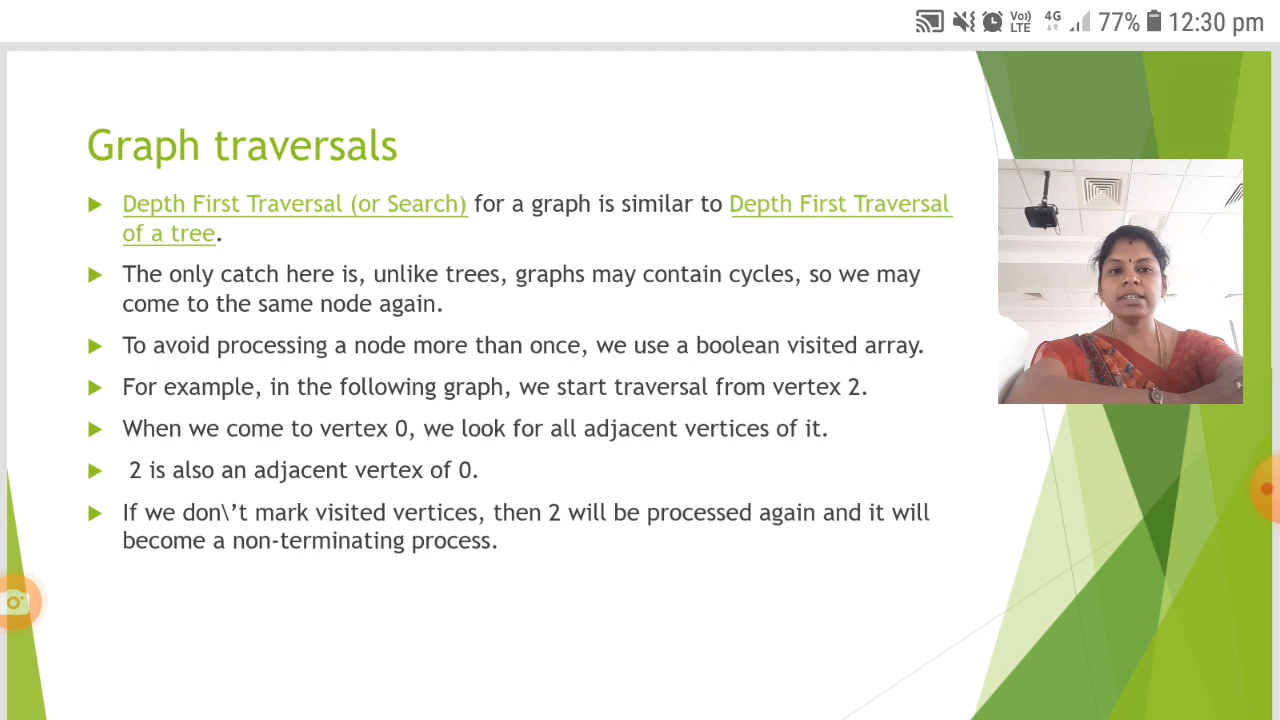 Vo)) 4G 77% 12:30 pm
LTE
Graph traversals
Depth First Traversal (or Search) for a graph is similar to Depth First Traversal
of a tree.
The only catch here is, unlike trees, graphs may contain cycles, so we may
come to the same node again.
To avoid processing a node more than once, we use a boolean visited array.
For example, in the following graph, we start traversal from vertex 2.
When we come to vertex 0, we look for all adjacent vertices of it.
2 is also an adjacent vertex of 0.
If we don\'t mark visited vertices, then 2 will be processed again and it will
become a non-terminating process.